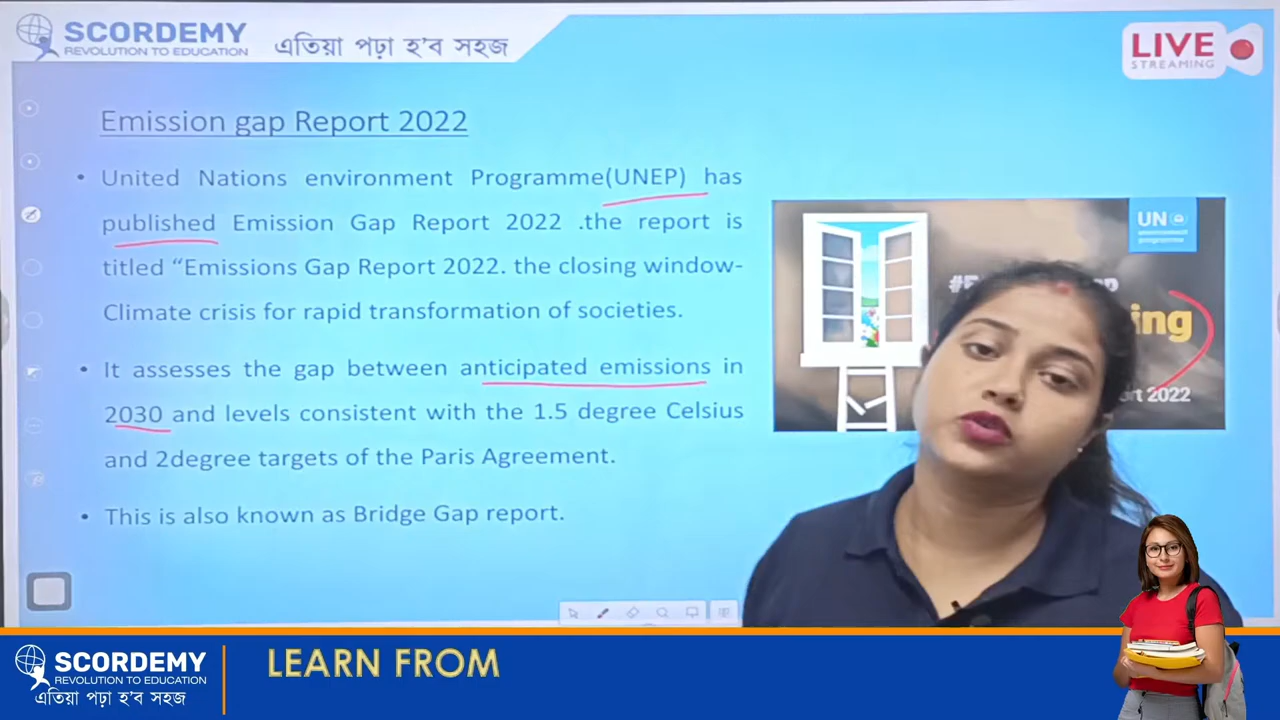 SCORDEMY
REVOLUTION TO EDUCATION
এতিয়া পঢ়া হ'ব সহজ
LIVE
STREAMING
Emission gap Report 2022
• United Nations environment Programme(UNEP) has
published Emission Gap Report 2022 .the report is
titled “Emissions Gap Report 2022. the closing window-
Climate crisis for rapid transformation of societies.
• It assesses the gap between anticipated emissions in
2030 and levels consistent with the 1.5 degree Celsius
and 2degree targets of the Paris Agreement.
• This is also known as Bridge Gap report.
UN
environment
programme
ing
2022
SCORDEMY
REVOLUTION TO EDUCATION
এতিয়া পঢ়া হ'ব সহজ
LEARN FROM